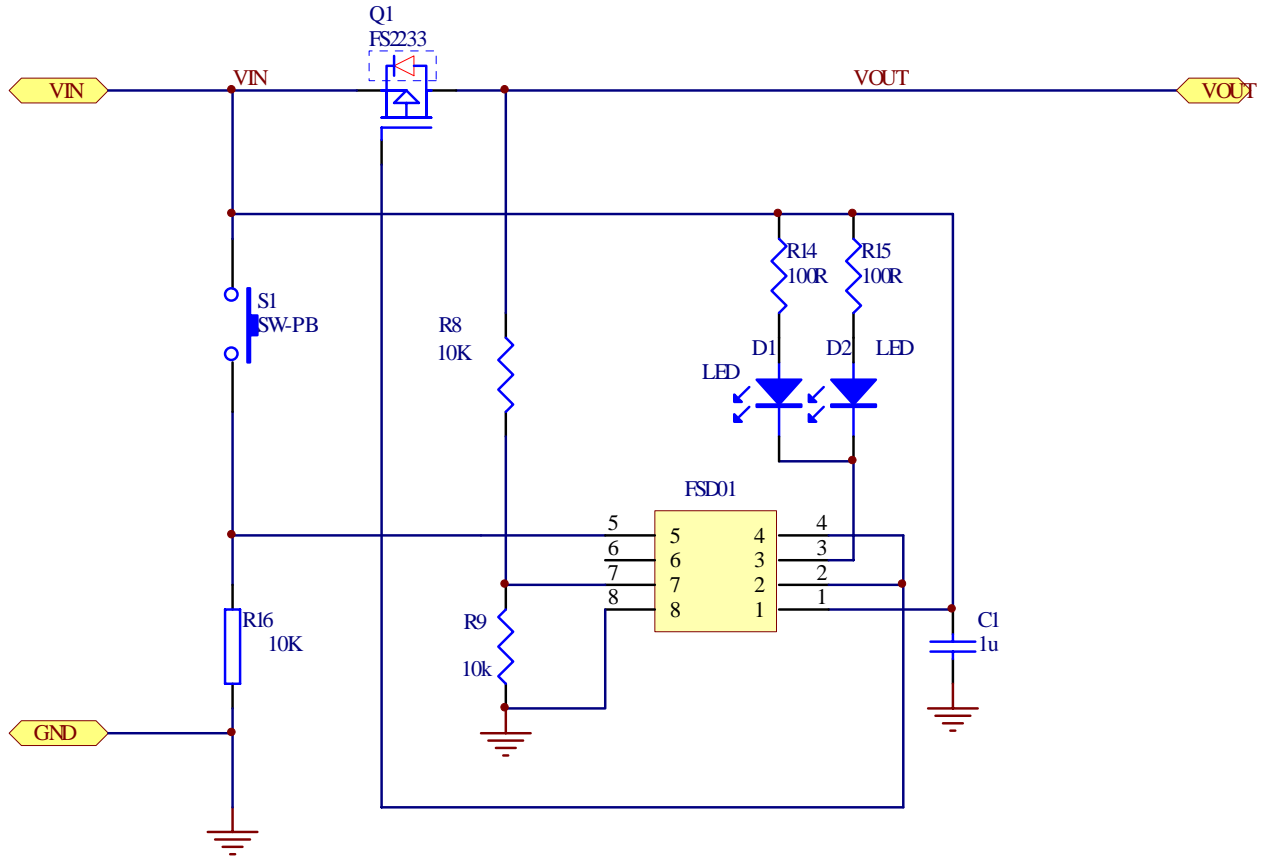 Q1
FS2233
VIN
VIN
VOUT
VOUT
R14
100R
R15
100R
S1
SW-PB
R8
10K
D1
D2
LED
LED
FSD01
5
5
4
4
6
6
3
3
7
7
2
2
8
8
1
1
R16
10K
R9
10k
C1
1u
GND